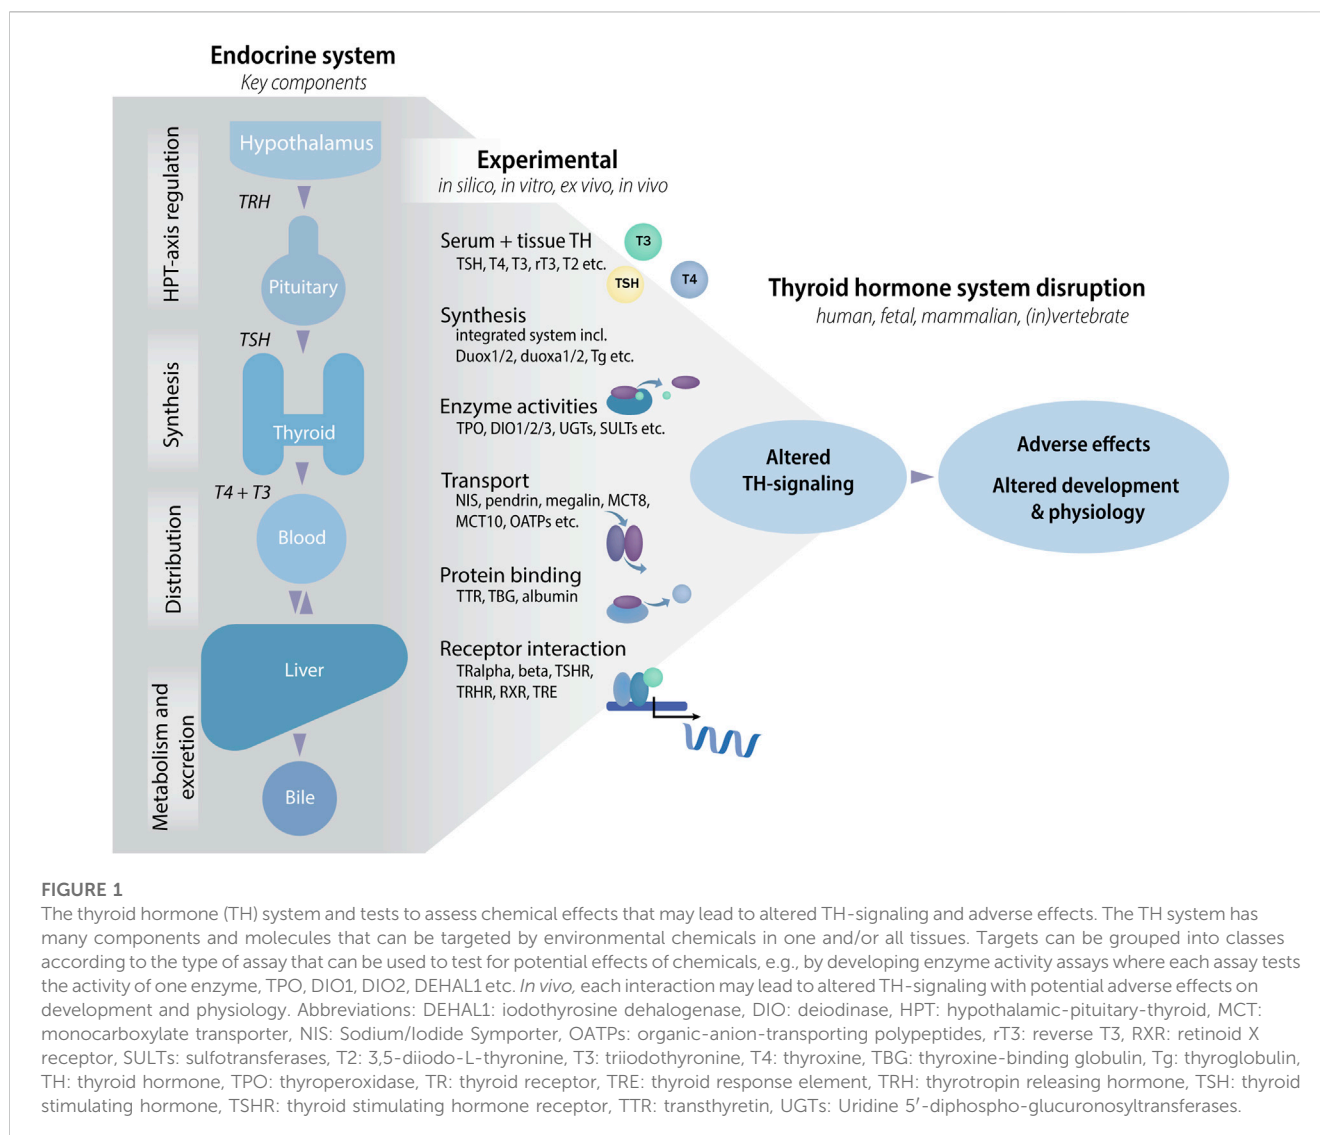 Endocrine system
Key components
HPT-axis regulation
Synthesis
Distribution
Metabolism and
excretion
Hypothalamus
TRH
Pituitary
TSH
Thyroid
T4 + T3
Blood
Liver
Bile
Experimental
in silico, in vitro, ex vivo, in vivo
Serum + tissue TH
TSH, T4, T3, rT3, T2 etc.
T3
TSH
T4
Synthesis
integrated system incl.
Duox1/2, duoxa1/2, Tg etc.
Enzyme activities
TPO, DIO1/2/3, UGTs, SULTs etc.
Transport
NIS, pendrin, megalin, MCT8,
MCT10, OATPs etc.
Protein binding
TTR, TBG, albumin
Receptor interaction
TRalpha, beta, TSHR,
TRHR, RXR, TRE
Thyroid hormone system disruption
human, fetal, mammalian, (in)vertebrate
Altered
TH-signaling
Adverse effects
Altered development
& physiology
FIGURE 1
The thyroid hormone (TH) system and tests to assess chemical effects that may lead to altered TH-signaling and adverse effects. The TH system has
many components and molecules that can be targeted by environmental chemicals in one and/or all tissues. Targets can be grouped into classes
according to the type of assay that can be used to test for potential effects of chemicals, e.g., by developing enzyme activity assays where each assay tests
the activity of one enzyme, TPO, DIO1, DIO2, DEHAL1 etc. In vivo, each interaction may lead to altered TH-signaling with potential adverse effects on
development and physiology. Abbreviations: DEHAL1: iodothyrosine dehalogenase, DIO: deiodinase, HPT: hypothalamic-pituitary-thyroid, MCT:
monocarboxylate transporter, NIS: Sodium/Iodide Symporter, OATPs: organic-anion-transporting polypeptides, rT3: reverse T3, RXR: retinoid X
receptor, SULTs: sulfotransferases, T2: 3,5-diiodo-L-thyronine, T3: triiodothyronine, T4: thyroxine, TBG: thyroxine-binding globulin, Tg: thyroglobulin,
TH: thyroid hormone, TPO: thyroperoxidase, TR: thyroid receptor, TRE: thyroid response element, TRH: thyrotropin releasing hormone, TSH: thyroid
stimulating hormone, TSHR: thyroid stimulating hormone receptor, TTR: transthyretin, UGTs: Uridine 5′-diphospho-glucuronosyltransferases.